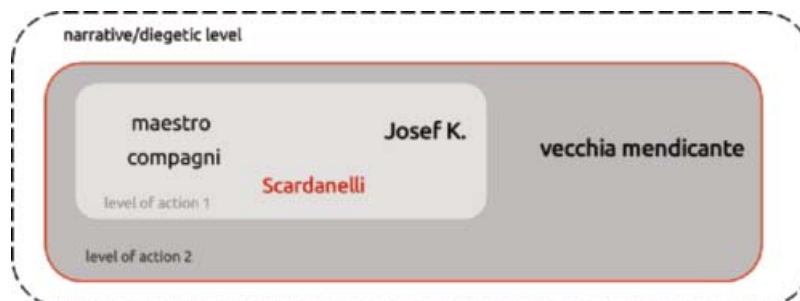 narrative/diegetic level
maestro
compagni
Josef K.
vecchia mendicante
Scardanelli
level of action 1
level of action 2